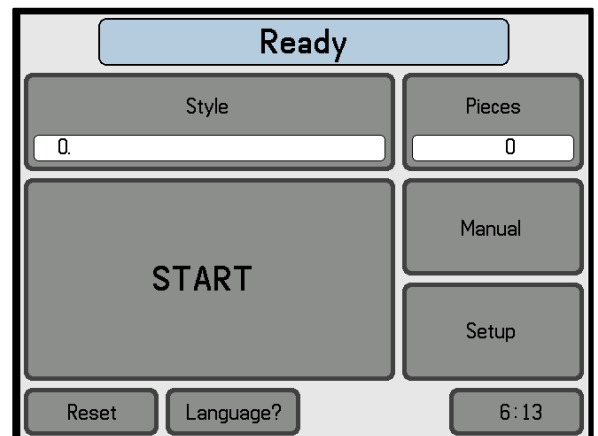 Ready
Style
Pieces
0.
0
START
Manual
Setup
Reset
Language?
6:13